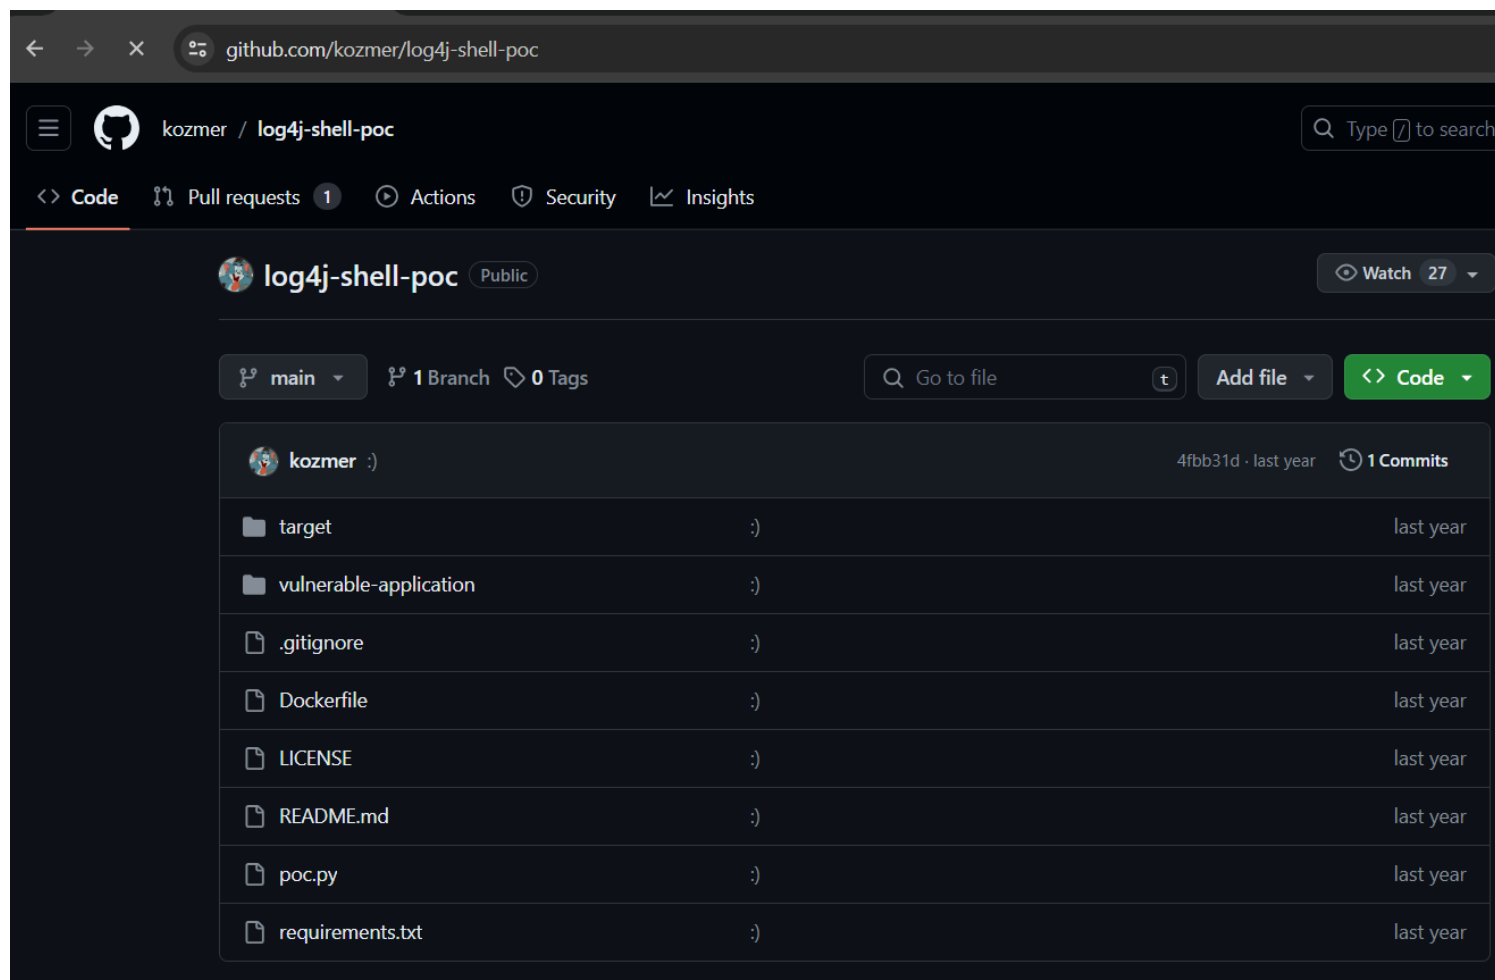 github.com/kozmer/log4j-shell-poc
kozmer / log4j-shell-poc
Type / to search
Code Pull requests 1 Actions Security Insights
log4j-shell-poc Public
Watch 27
main 1 Branch 0 Tags
Go to file t Add file Code
kozmer :) 4fbb31d · last year 1 Commits
target :) last year
vulnerable-application :) last year
.gitignore :) last year
Dockerfile :) last year
LICENSE :) last year
README.md :) last year
poc.py :) last year
requirements.txt :) last year